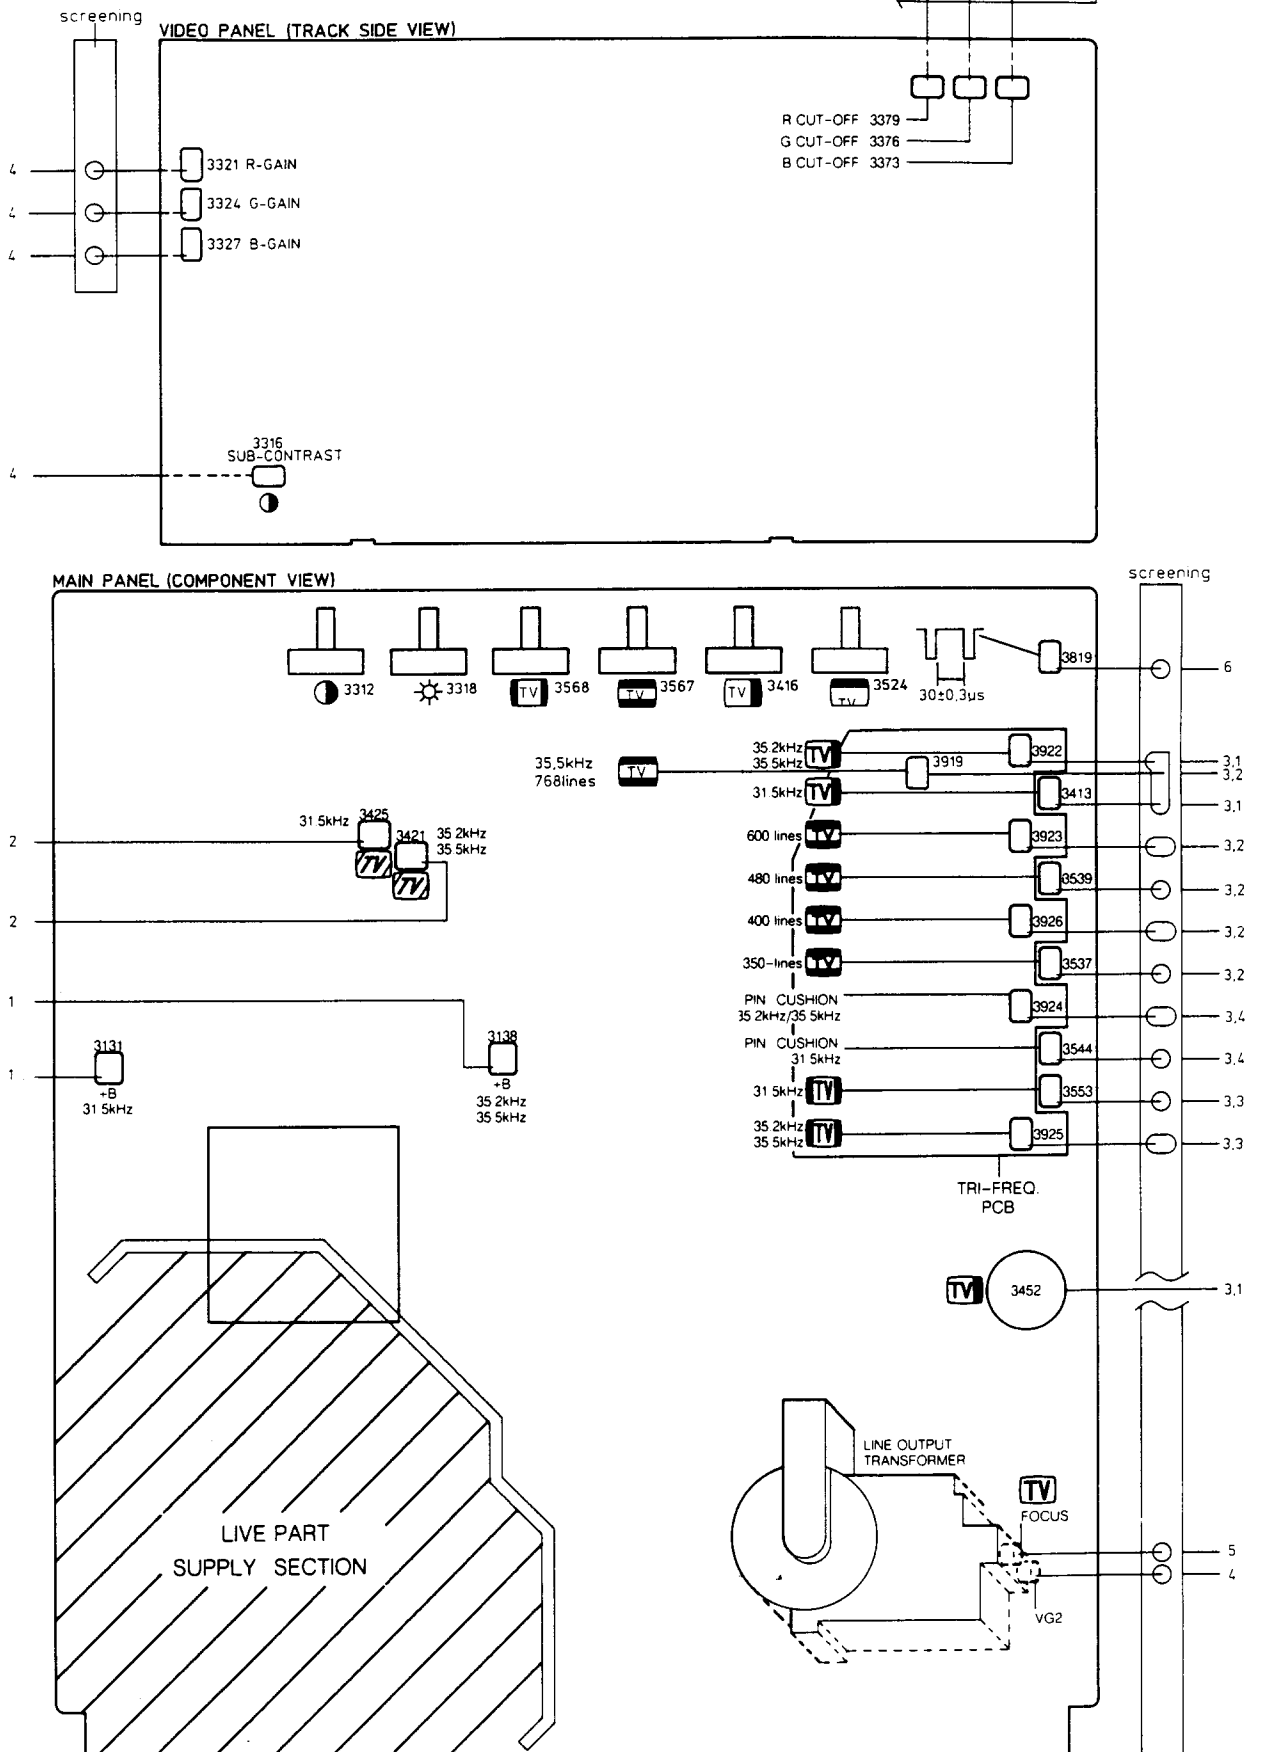 screening
VIDEO PANEL (TRACK SIDE VIEW)
R CUT-OFF 3379
G CUT-OFF 3376
B CUT-OFF 3373
4
3321 R-GAIN
4
3324 G-GAIN
4
3327 B-GAIN
3316
SUB-CONTRAST
4
MAIN PANEL (COMPONENT VIEW)
screening
3312
3318
TV 3568
TV 3567
TV 3416
TV 3524
30±0,3µs
3819
6
35.2kHz
35 5kHz
TV
3922
3,1
35,5kHz
768lines
TV
3919
3,2
31 5kHz
TV
3413
3,1
2
31 5kHz
3425
TV
3421
35 2kHz
35 5kHz
TV
2
600 lines
TV
3923
3,2
480 lines
TV
3539
3,2
400 lines
TV
3926
3,2
350-lines
TV
3537
3,2
1
PIN CUSHION
35 2kHz/35 5kHz
3924
3,4
3131
1
+B
31 5kHz
3138
+B
35 2kHz
35 5kHz
PIN CUSHION
31 5kHz
3544
3,4
31 5kHz
TV
3553
3,3
35.2kHz
35 5kHz
TV
3925
3,3
TRI-FREQ.
PCB
TV
3452
3,1
LINE OUTPUT
TRANSFORMER
TV
FOCUS
5
4
VG2
LIVE PART
SUPPLY SECTION